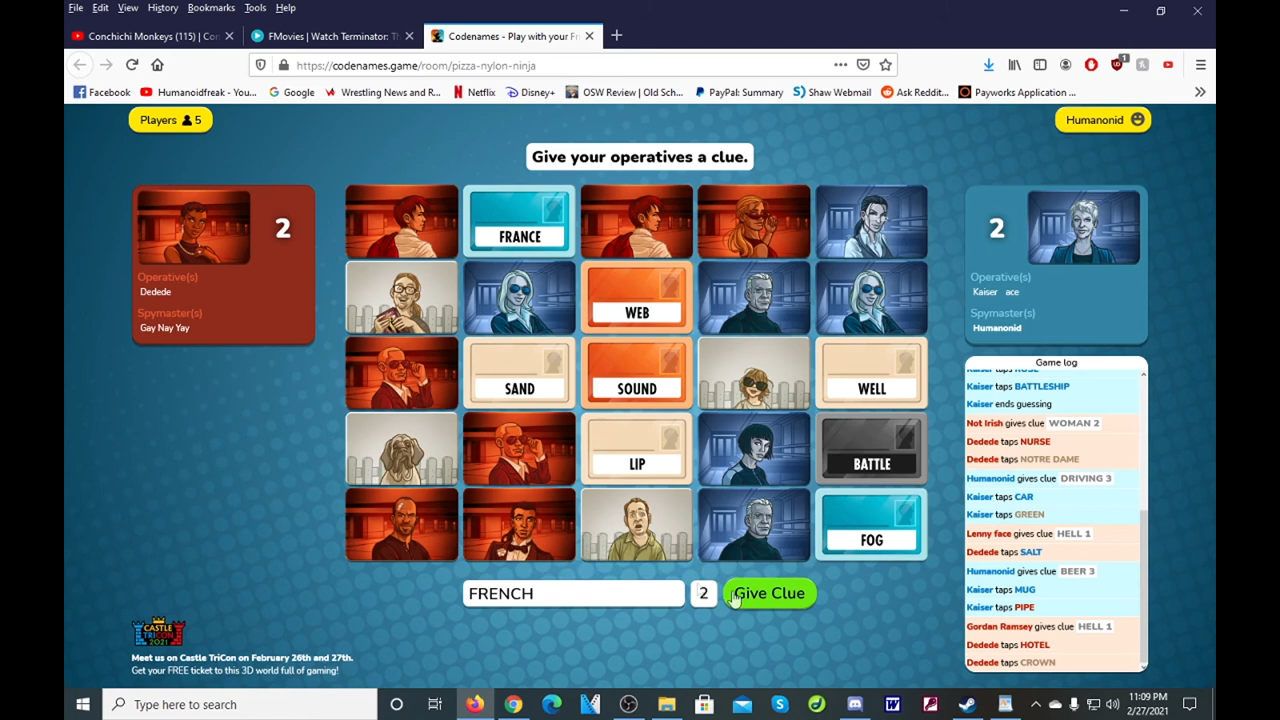 File Edit View History Bookmarks Tools Help
Conchichi Monkeys (115) | Con
FMovies | Watch Terminator: Th
Codenames - Play with your Fr
https://codenames.game/room/pizza-nylon-ninja
Facebook
Humanoidfreak - You...
Google
Wrestling News and R...
Netflix
Disney+
OSW Review | Old Sch...
PayPal: Summary
Shaw Webmail
Ask Reddit...
Payworks Application ...
Players 5
Humanonid
Give your operatives a clue.
2
Operative(s)
Dedede
Spymaster(s)
Gay Nay Yay
FRANCE
WEB
SAND
SOUND
WELL
LIP
BATTLE
FOG
2
Operative(s)
Kaiser ace
Spymaster(s)
Humanonid
Game log
Kaiser taps BATTLESHIP
Kaiser ends guessing
Not Irish gives clue WOMAN 2
Dedede taps NURSE
Dedede taps NOTRE DAME
Humanonid gives clue DRIVING 3
Kaiser taps CAR
Kaiser taps GREEN
Lenny face gives clue HELL 1
Dedede taps SALT
Humanonid gives clue BEER 3
Kaiser taps MUG
Kaiser taps PIPE
Gordan Ramsey gives clue HELL 1
Dedede taps HOTEL
Dedede taps CROWN
FRENCH 2 Give Clue
CASTLE
TRICON
2021
Meet us on Castle TriCon on February 26th and 27th.
Get your FREE ticket to this 3D world full of gaming!
Type here to search
11:09 PM
2/27/2021